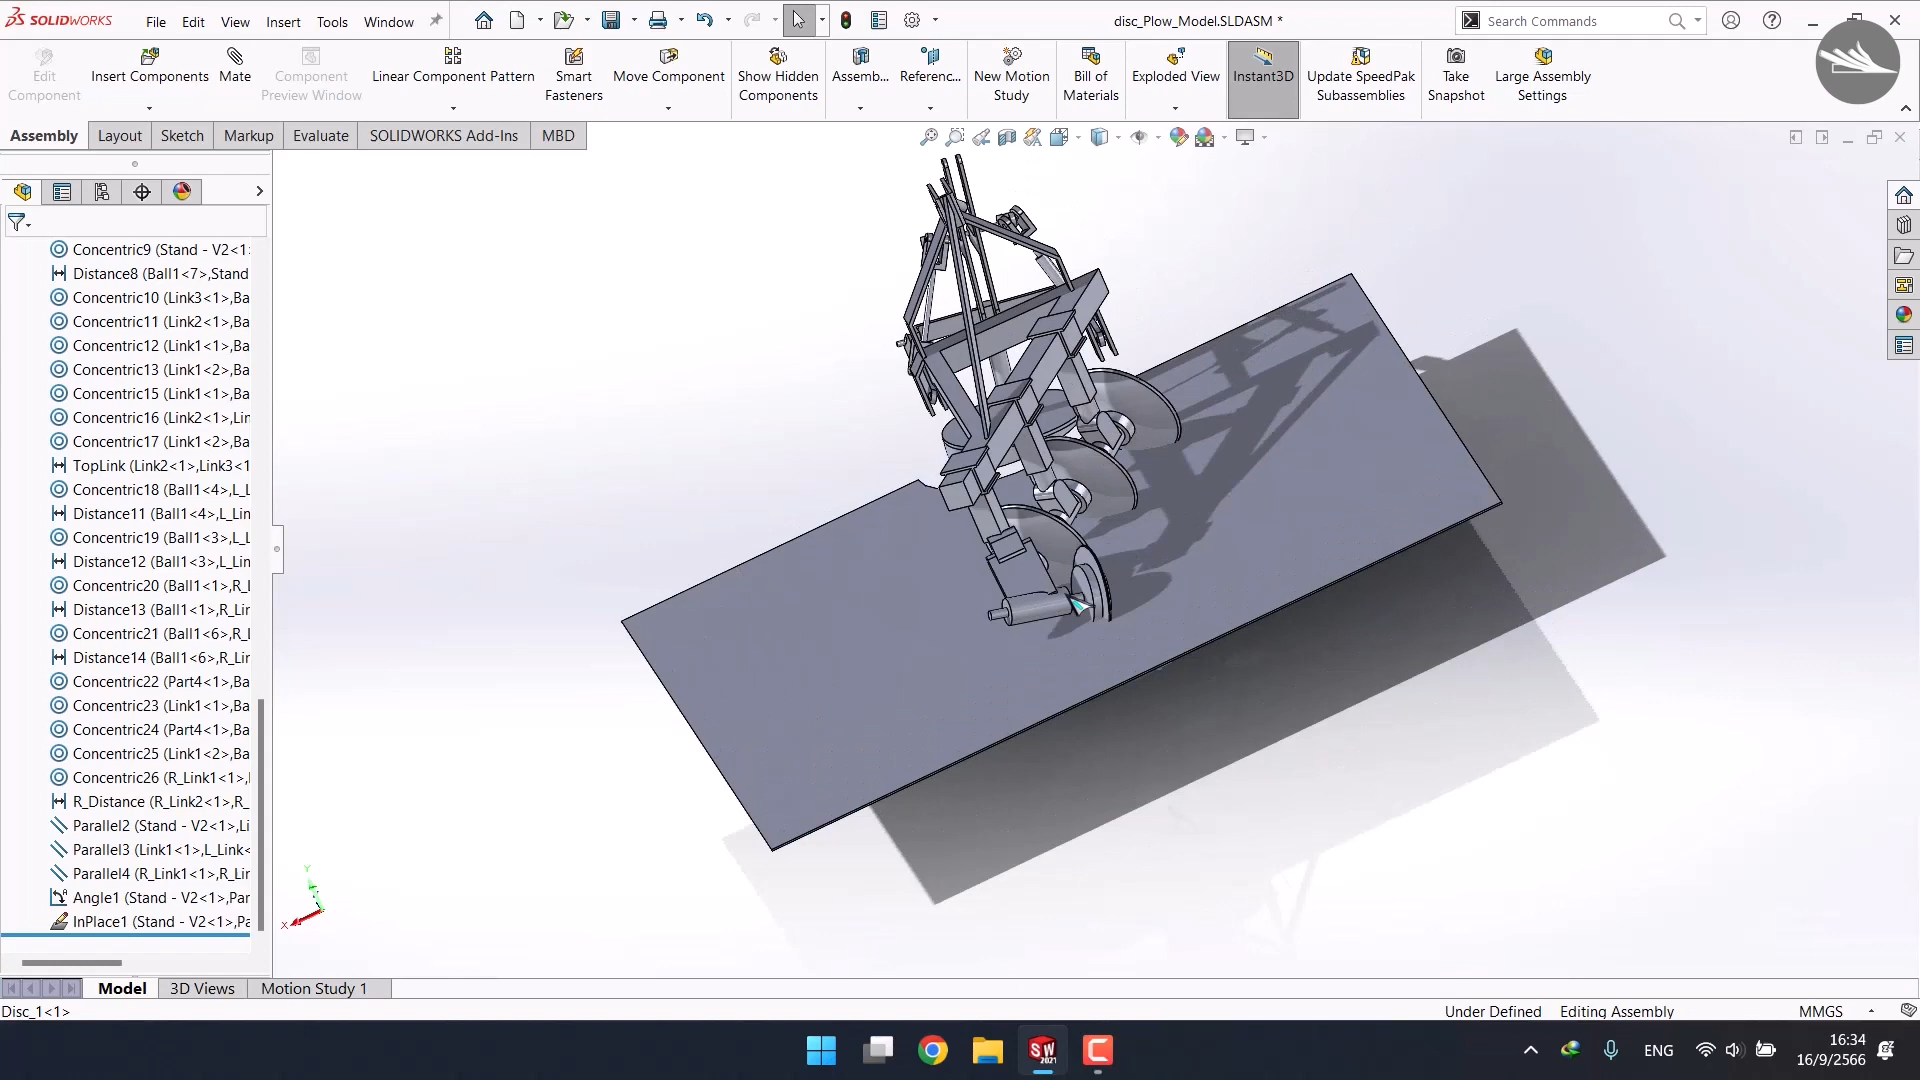 SOLIDWORKS
File
Edit
View
Insert
Tools
Window
disc_Plow_Model.SLDASM *
Search Commands
Edit
Component
Insert Components
Mate
Component
Preview Window
Linear Component Pattern
Smart
Fasteners
Move Component
Show Hidden
Components
Assemb...
Referenc...
New Motion
Study
Bill of
Materials
Exploded View
Instant3D
Update SpeedPak
Subassemblies
Take
Snapshot
Large Assembly
Settings
Assembly
Layout
Sketch
Markup
Evaluate
SOLIDWORKS Add-Ins
MBD
Concentric9 (Stand - V2<1>
Distance8 (Ball1<7>,Stand
Concentric10 (Link3<1>,Ba
Concentric11 (Link2<1>,Ba
Concentric12 (Link1<1>,Ba
Concentric13 (Link1<2>,Ba
Concentric15 (Link1<1>,Ba
Concentric16 (Link2<1>,Lin
Concentric17 (Link1<2>,Ba
TopLink (Link2<1>,Link3<1
Concentric18 (Ball1<4>,L_L
Distance11 (Ball1<4>,L_Lin
Concentric19 (Ball1<3>,L_L
Distance12 (Ball1<3>,L_Lin
Concentric20 (Ball1<1>,R_l
Distance13 (Ball1<1>,R_Lir
Concentric21 (Ball1<6>,R_l
Distance14 (Ball1<6>,R_Lir
Concentric22 (Part4<1>,Ba
Concentric23 (Link1<1>,Ba
Concentric24 (Part4<1>,Ba
Concentric25 (Link1<2>,Ba
Concentric26 (R_Link1<1>,
R_Distance (R_Link2<1>,R_
Parallel2 (Stand - V2<1>,Li
Parallel3 (Link1<1>,L_Link<
Parallel4 (R_Link1<1>,R_Lir
Angle1 (Stand - V2<1>,Par
InPlace1 (Stand - V2<1>,Pa
Y
X
Model
3D Views
Motion Study 1
Disc_1<1>
Under Defined
Editing Assembly
MMGS
SW
2021
ENG
16:34
16/9/2566